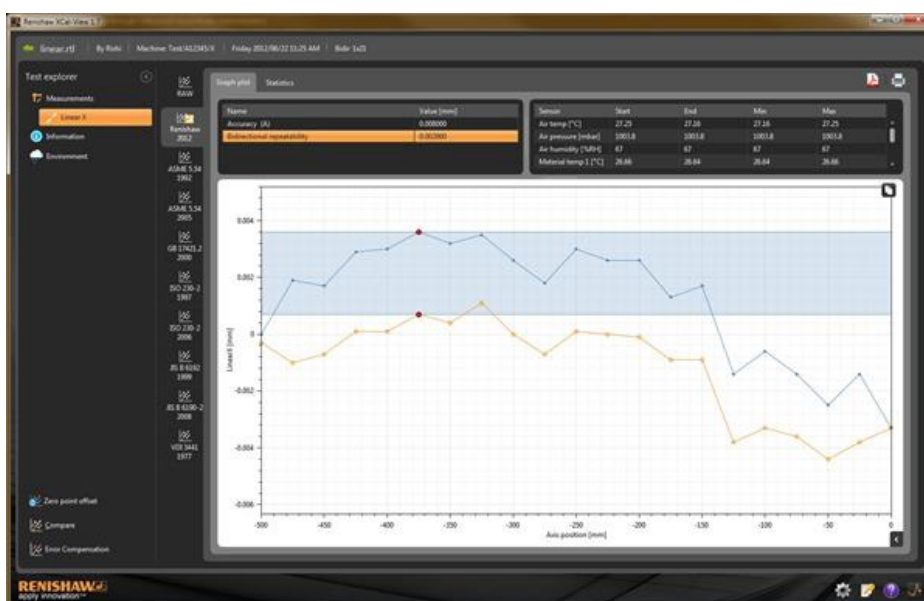 Renishaw XCal-View 1.7
linear.rtl By Rishi Machine: Test/A12345/X Friday 2012/06/22 11:25 AM Bidir 1x21
Test explorer
Measurements
Linear X
Information
Environment
Zero point offset
Compare
Error Compensation
RAW
Renishaw
2012
ASME 5.54
1992
ASME 5.54
2005
GB 17421.2
2000
ISO 230-2
1997
ISO 230-2
2006
JIS B 6192
1999
JIS B 6190-2
2008
VDI 3441
1977
Graph plot Statistics
Name Value [mm]
Accuracy (A) 0.008000
Bidirectional repeatability
Sensor Start End Min Max
Air temp [°C] 27.25 27.16 27.16 27.25
Air pressure [mbar] 1003.8 1003.8 1003.8 1003.8
Air humidity [%RH] 67 67 67 67
Material temp 1 [°C] 26.66 26.64 26.64 26.66
LinearX [mm]
0.004
0.002
0
-0.002
-0.004
-0.006
-500 -450 -400 -350 -300 -250 -200 -150 -100 -50 0
Axis position [mm]
RENISHAW
apply innovation™